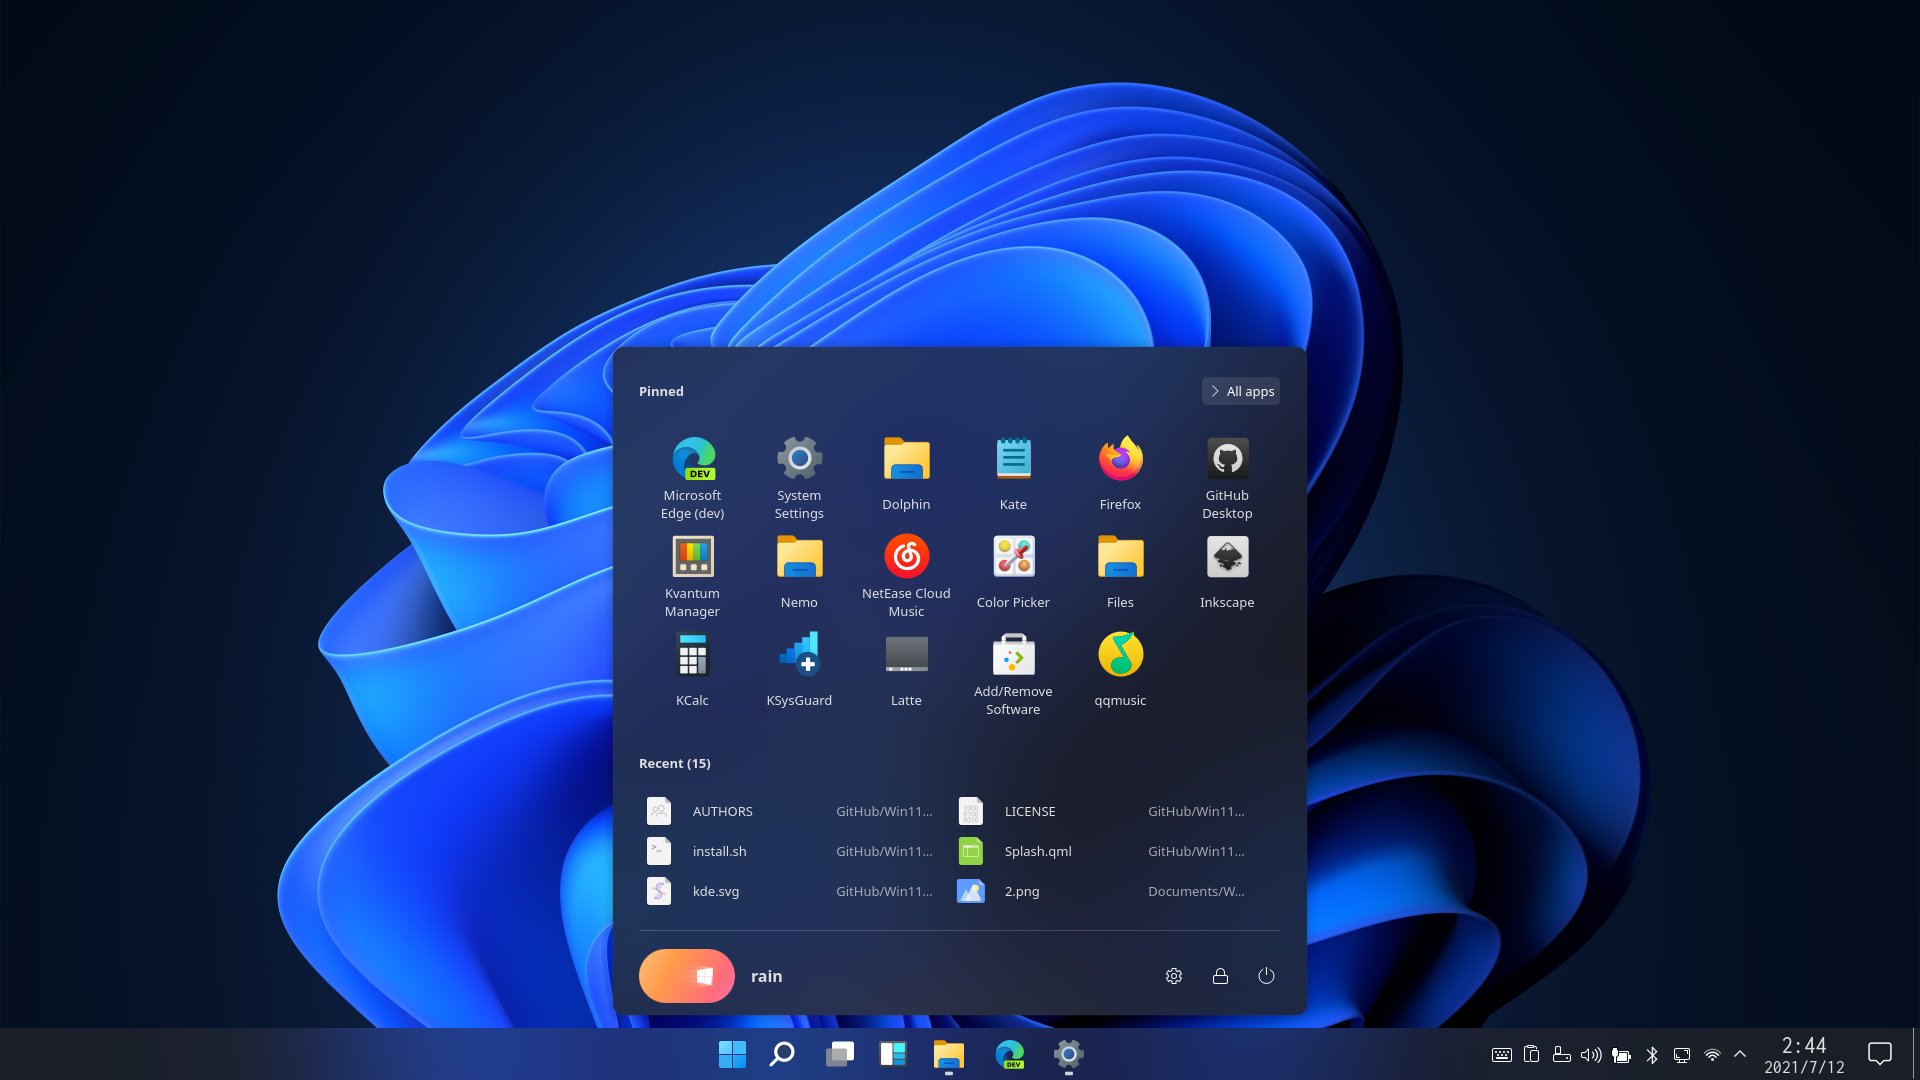 Pinned
All apps
DEV
Microsoft
Edge (dev)
System
Settings
Dolphin
Kate
Firefox
GitHub
Desktop
Kvantum
Manager
Nemo
NetEase Cloud
Music
Color Picker
Files
Inkscape
KCalc
KSysGuard
Latte
Add/Remove
Software
qqmusic
Recent (15)
AUTHORS GitHub/Win11...
LICENSE GitHub/Win11...
install.sh GitHub/Win11...
Splash.qml GitHub/Win11...
kde.svg GitHub/Win11...
2.png Documents/W...
rain
DEV
2:44
2021/7/12